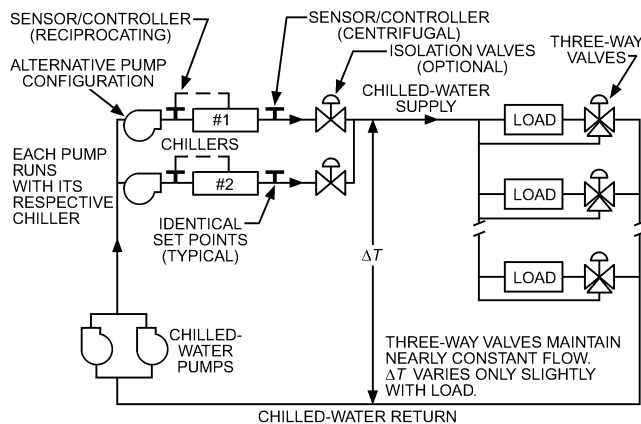 SENSOR/CONTROLLER
(RECIPROCATING)
SENSOR/CONTROLLER
(CENTRIFUGAL)
ISOLATION VALVES
(OPTIONAL)
THREE-WAY
VALVES
ALTERNATIVE PUMP
CONFIGURATION
CHILLED-WATER
SUPPLY
#1
LOAD
CHILLERS
EACH PUMP
RUNS
WITH ITS
RESPECTIVE
CHILLER
#2
LOAD
IDENTICAL
SET POINTS
(TYPICAL)
ΔT
LOAD
CHILLED-
WATER
PUMPS
THREE-WAY VALVES MAINTAIN
NEARLY CONSTANT FLOW.
ΔT VARIES ONLY SLIGHTLY
WITH LOAD.
CHILLED-WATER RETURN